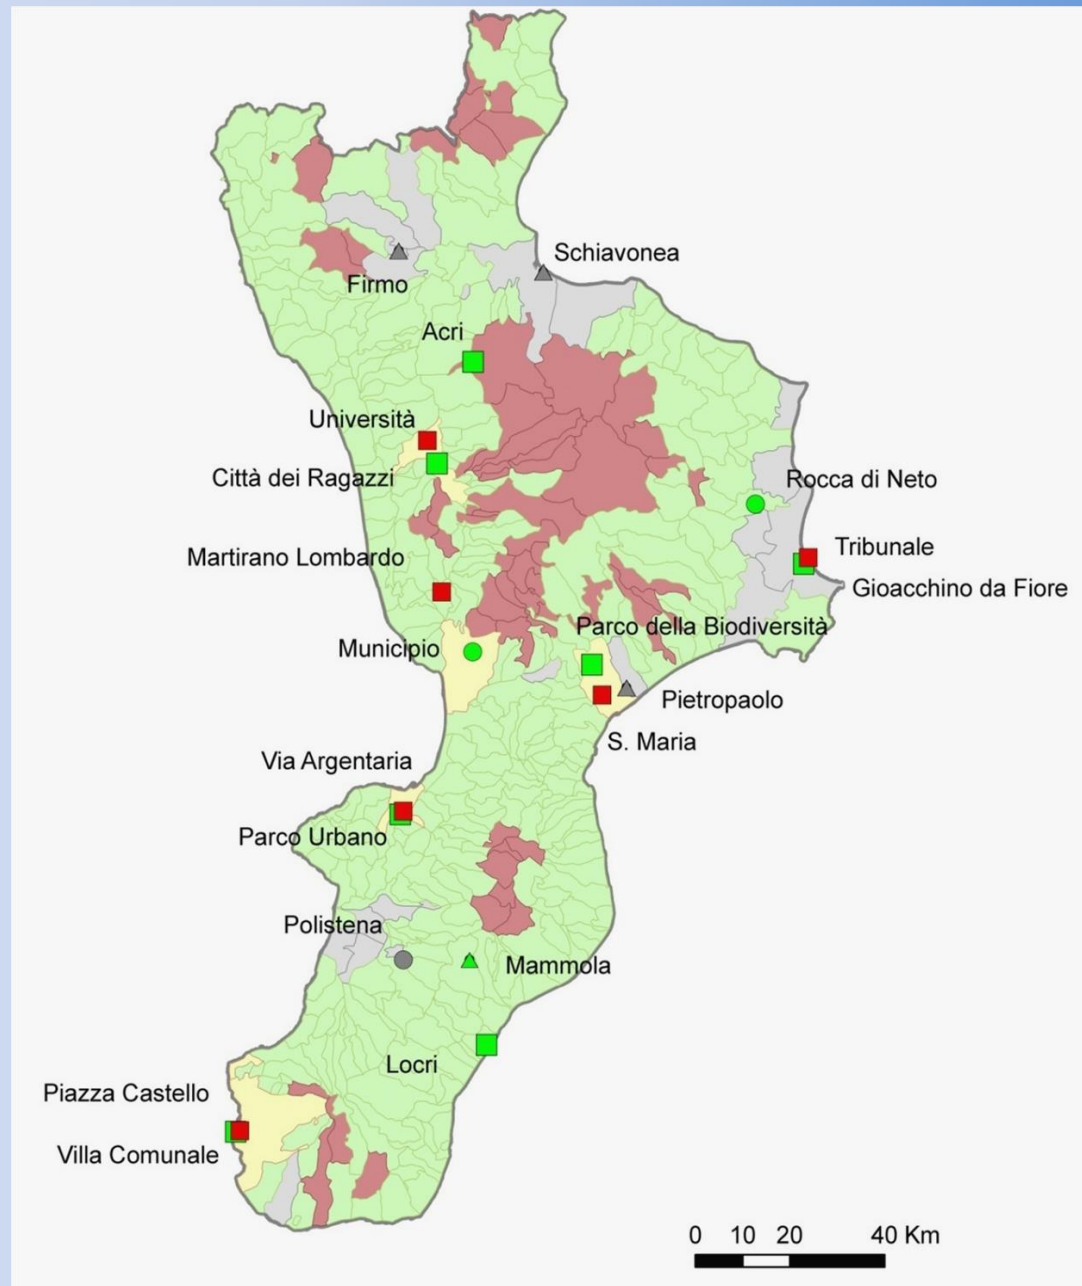 Schiavonea
Firmo
Acri
Università
Città dei Ragazzi
Rocca di Neto
Martirano Lombardo
Tribunale
Gioacchino da Fiore
Parco della Biodiversità
Municipio
Pietropaolo
S. Maria
Via Argentaria
Parco Urbano
Polistena
Mammola
Locri
Piazza Castello
Villa Comunale
0 10 20 40 Km